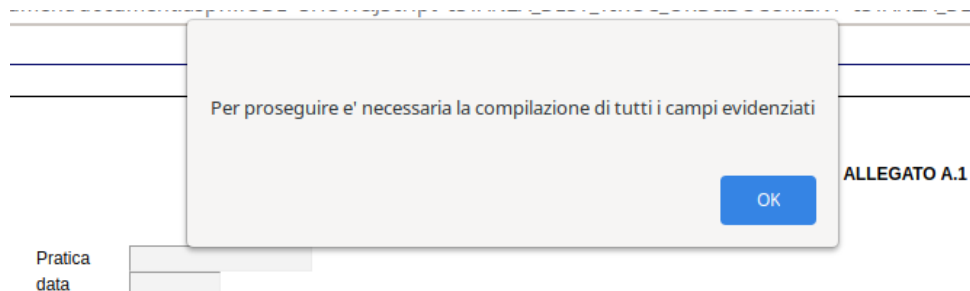 Per proseguire e' necessaria la compilazione di tutti i campi evidenziati
OK
ALLEGATO A.1
Pratica
data